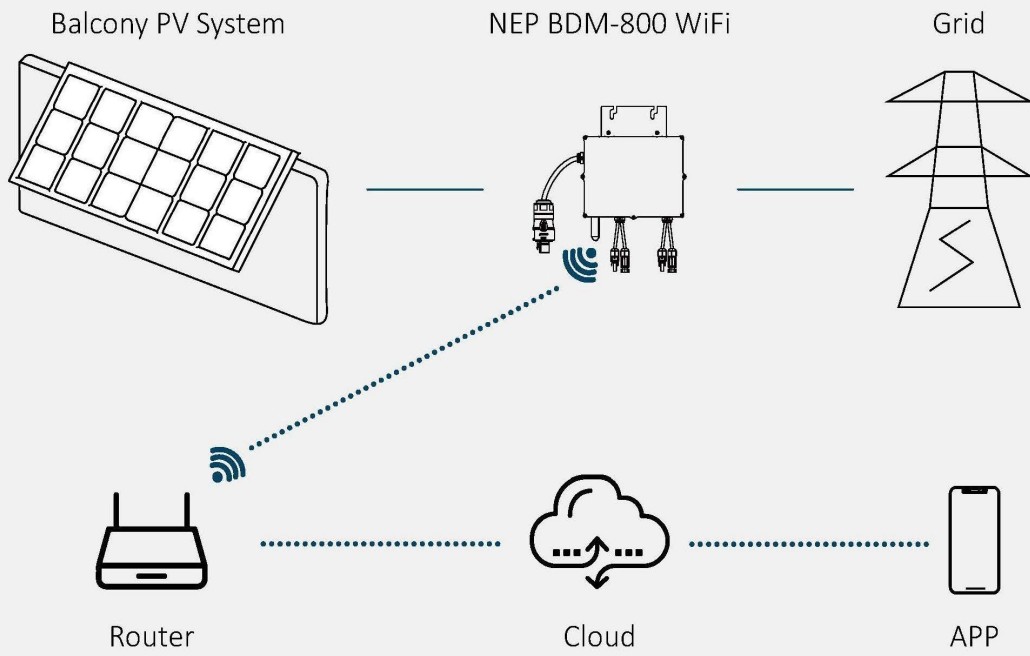 Balcony PV System
NEP BDM-800 WiFi
Grid
Router
Cloud
APP